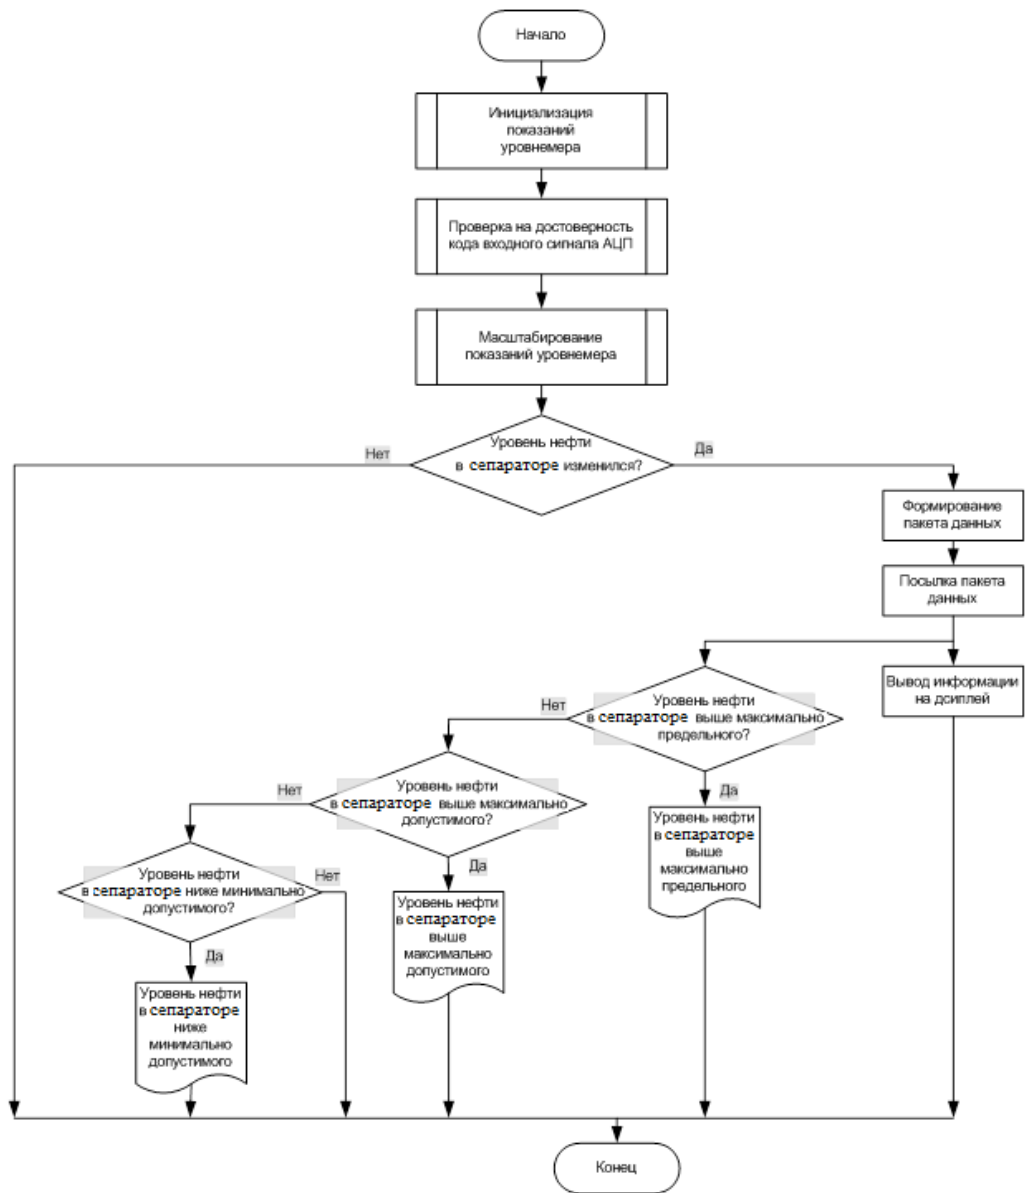 Начало
Инициализация
показаний
уровнемера
Проверка на достоверность
кода входного сигнала АЦП
Масштабирование
показаний уровнемера
Уровень нефти
в сепараторе изменился?
Нет
Да
Формирование
пакета данных
Посылка пакета
данных
Вывод информации
на дсиплей
Уровень нефти
в сепараторе выше максимально
предельного?
Нет
Да
Уровень нефти
в сепараторе
выше
максимально
предельного
Уровень нефти
в сепараторе выше максимально
допустимого?
Нет
Да
Уровень нефти
в сепараторе
выше
максимально
допустимого
Уровень нефти
в сепараторе ниже минимально
допустимого?
Нет
Да
Уровень нефти
в сепараторе
ниже
минимально
допустимого
Конец